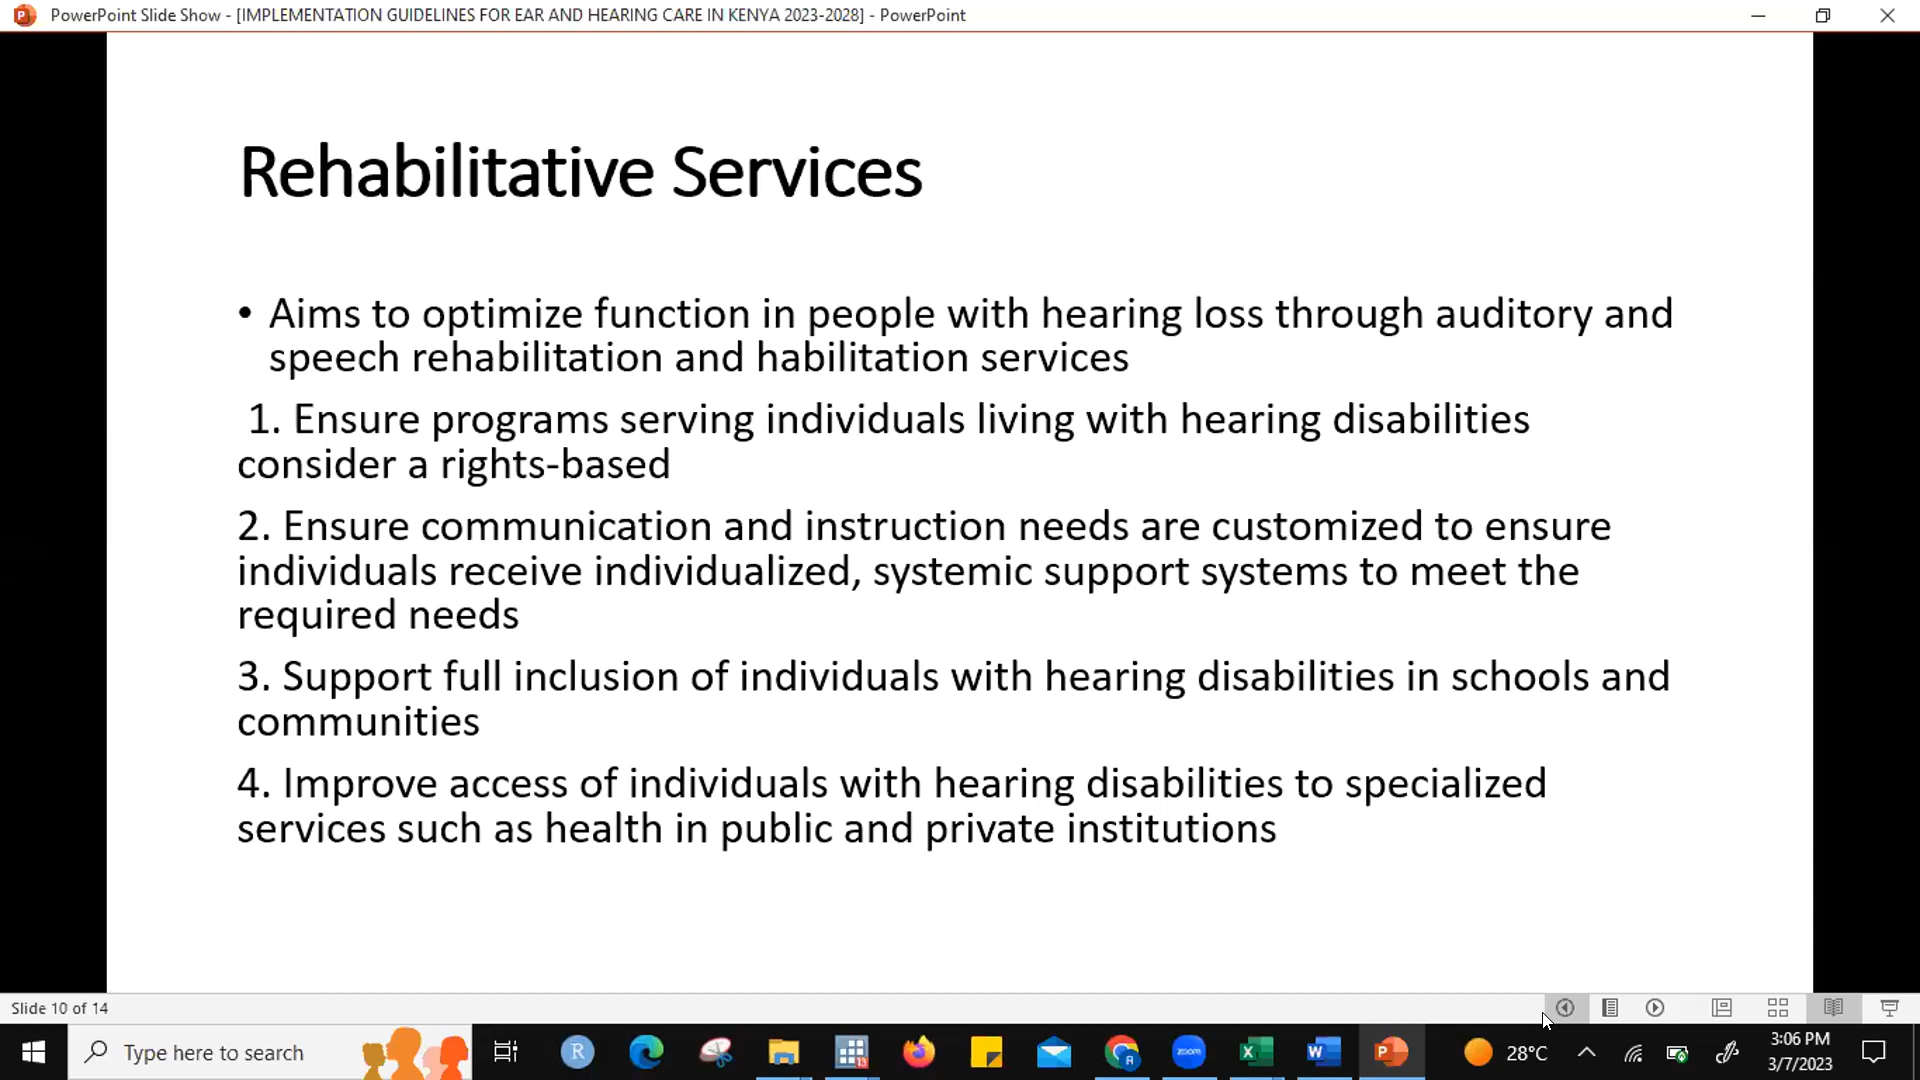 PowerPoint Slide Show - [IMPLEMENTATION GUIDELINES FOR EAR AND HEARING CARE IN KENYA 2023-2028] - PowerPoint
Rehabilitative Services
• Aims to optimize function in people with hearing loss through auditory and
speech rehabilitation and habilitation services
1. Ensure programs serving individuals living with hearing disabilities
consider a rights-based
2. Ensure communication and instruction needs are customized to ensure
individuals receive individualized, systemic support systems to meet the
required needs
3. Support full inclusion of individuals with hearing disabilities in schools and
communities
4. Improve access of individuals with hearing disabilities to specialized
services such as health in public and private institutions
Slide 10 of 14
Type here to search
R
13
zoom
28°C
3:06 PM
3/7/2023